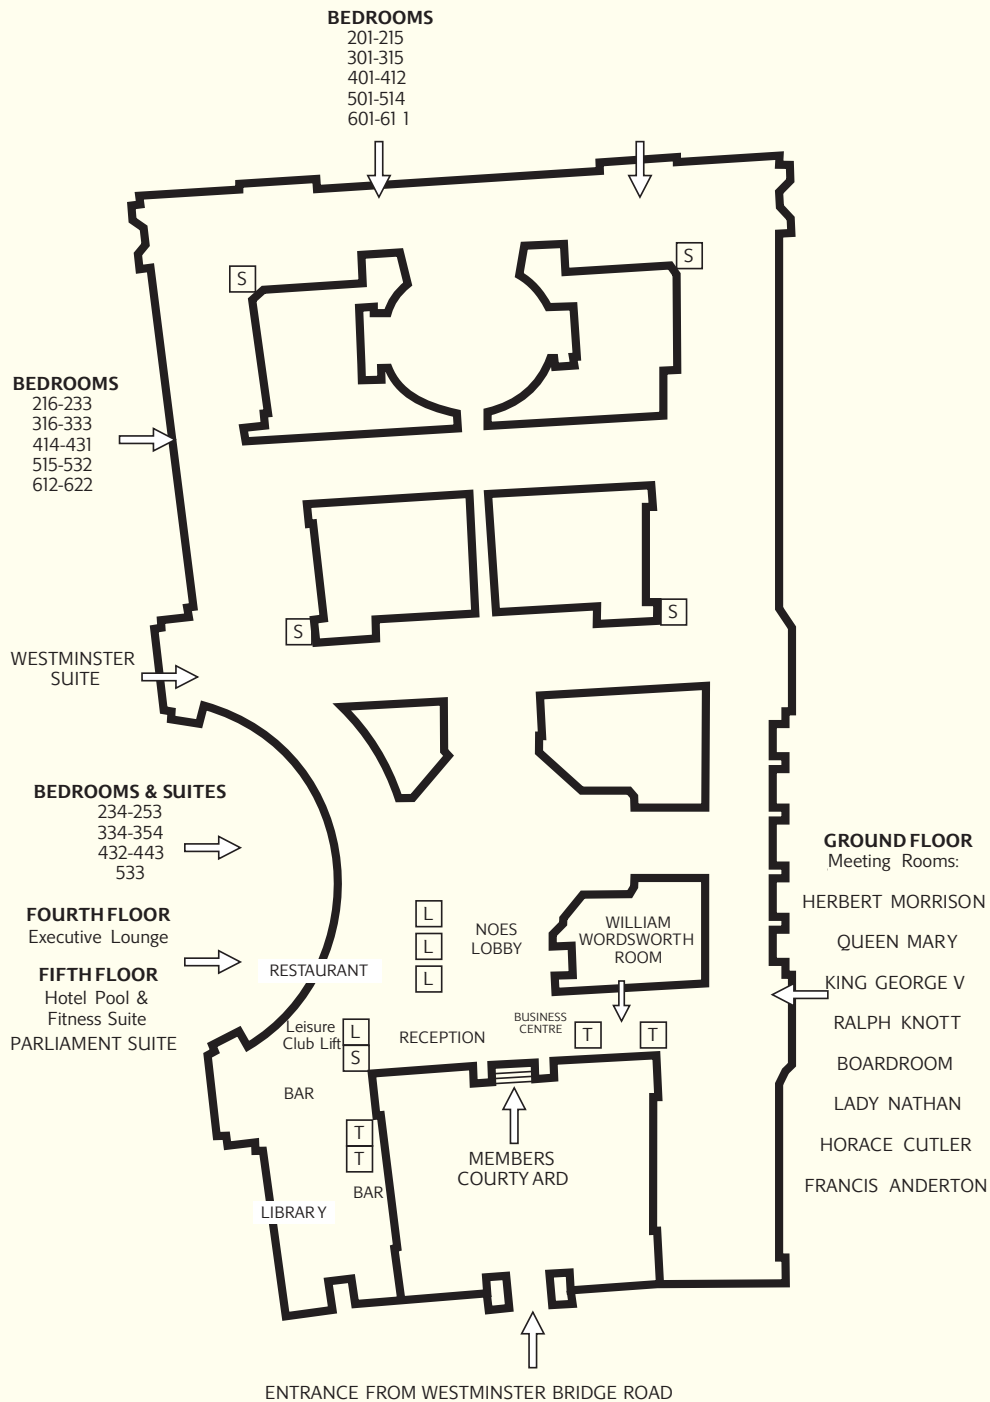 BEDROOMS
201-215
301-315
401-412
501-514
601-61 1
S
S
BEDROOMS
216-233
316-333
414-431
515-532
612-622
S
S
WESTMINSTER
SUITE
BEDROOMS & SUITES
234-253
334-354
432-443
533
GROUND FLOOR
Meeting Rooms:
HERBERT MORRISON
QUEEN MARY
KING GEORGE V
RALPH KNOTT
BOARDROOM
LADY NATHAN
HORACE CUTLER
FRANCIS ANDERTON
FOURTH FLOOR
Executive Lounge
FIFTH FLOOR
Hotel Pool &
Fitness Suite
PARLIAMENT SUITE
RESTAURANT
L
L
L
NOES
LOBBY
WILLIAM
WORDSWORTH
ROOM
Leisure
Club Lift
L
S
RECEPTION
BUSINESS
CENTRE
T
T
BAR
T
T
BAR
LIBRARY
MEMBERS
COURTYARD
ENTRANCE FROM WESTMINSTER BRIDGE ROAD